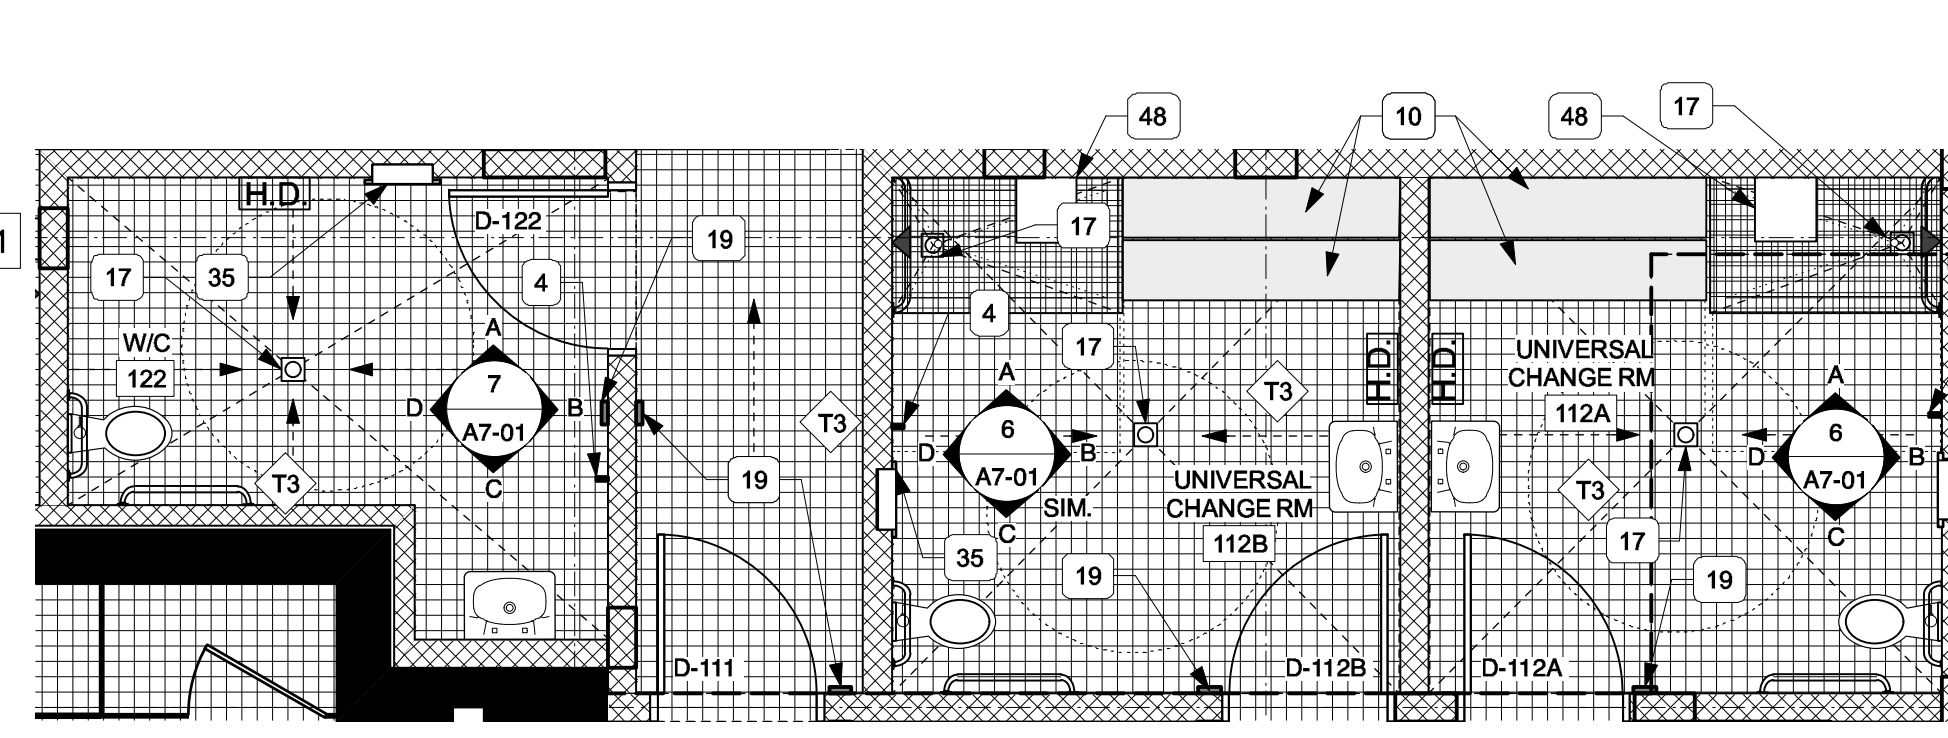 48
10
48
17
H.D.
D-122
17
1
19
17
35
4
4
W/C
122
17
A
7
D
B
A7-01
C
T3
T3
19
A
6
D
B
A7-01
C
SIM.
T3
H.D.
H.D.
UNIVERSAL
CHANGE RM
112B
UNIVERSAL
CHANGE RM
112A
T3
A
6
D
B
A7-01
C
35
19
17
19
D-111
D-112B
D-112A